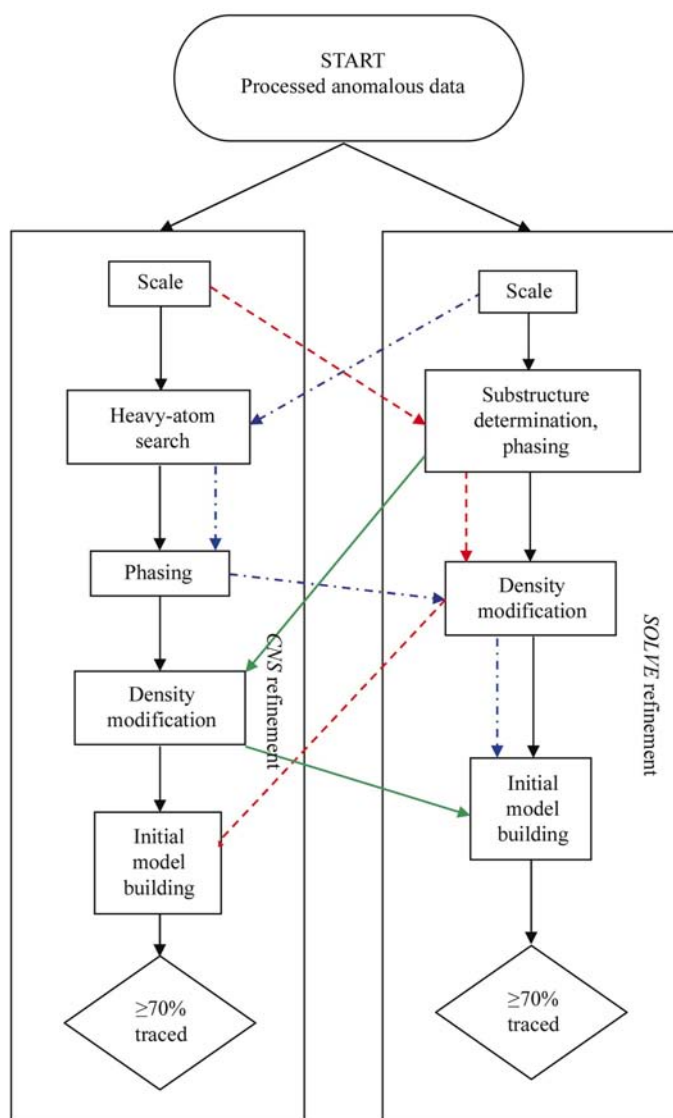 START
Processed anomalous data
Scale
Heavy-atom
search
Phasing
Density
modification
Initial
model
building
≥70%
traced
CNS refinement
Scale
Substructure
determination,
phasing
Density
modification
Initial
model
building
≥70%
traced
SOLVE refinement